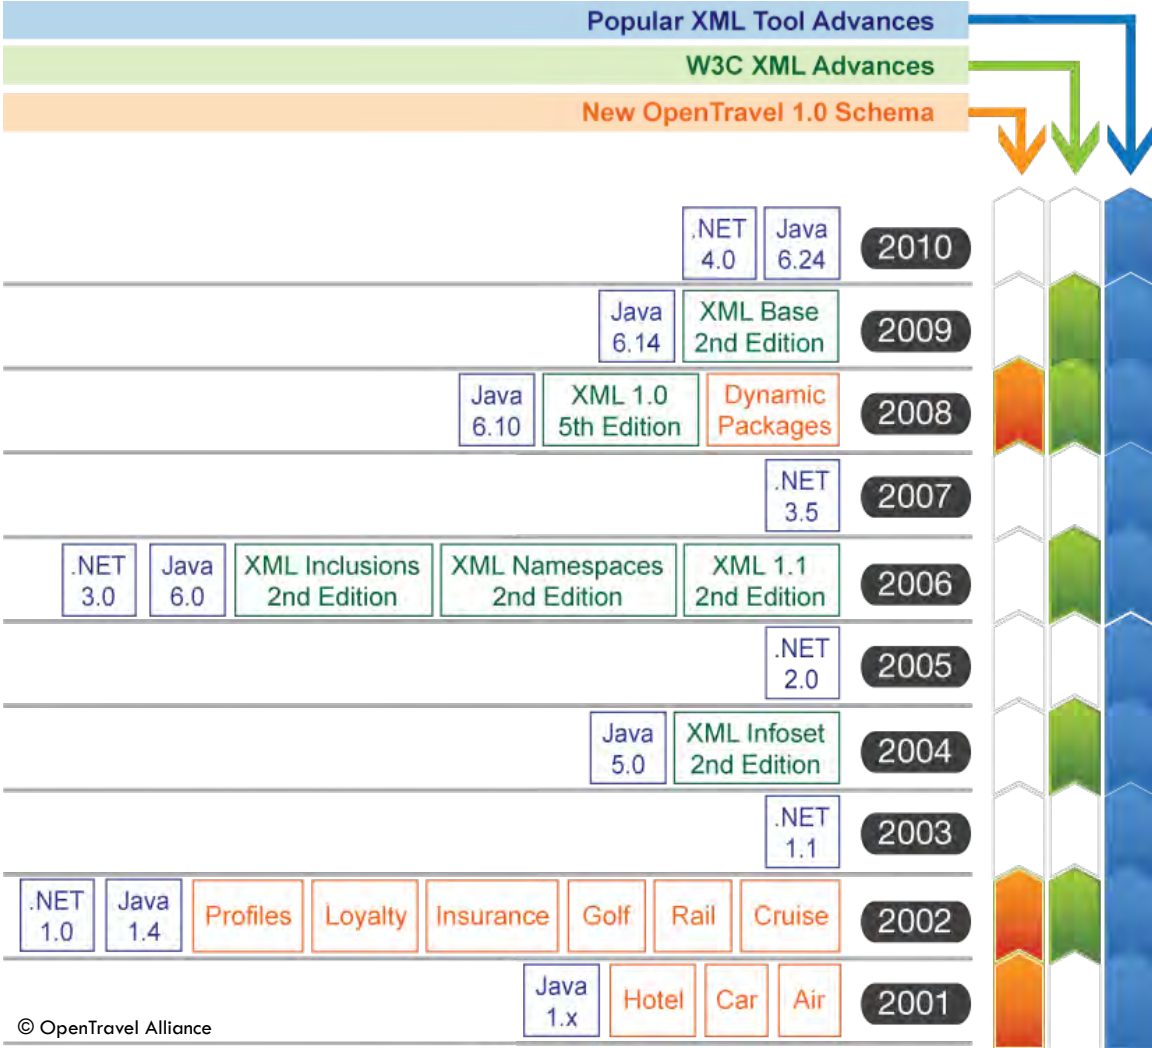 Popular XML Tool Advances
W3C XML Advances
New OpenTravel 1.0 Schema
.NET
4.0
Java
6.24
2010
Java
6.14
XML Base
2nd Edition
2009
Java
6.10
XML 1.0
5th Edition
Dynamic
Packages
2008
.NET
3.5
2007
.NET
3.0
Java
6.0
XML Inclusions
2nd Edition
XML Namespaces
2nd Edition
XML 1.1
2nd Edition
2006
.NET
2.0
2005
Java
5.0
XML Infoset
2nd Edition
2004
.NET
1.1
2003
.NET
1.0
Java
1.4
Profiles
Loyalty
Insurance
Golf
Rail
Cruise
2002
Java
1.x
Hotel
Car
Air
2001
© OpenTravel Alliance